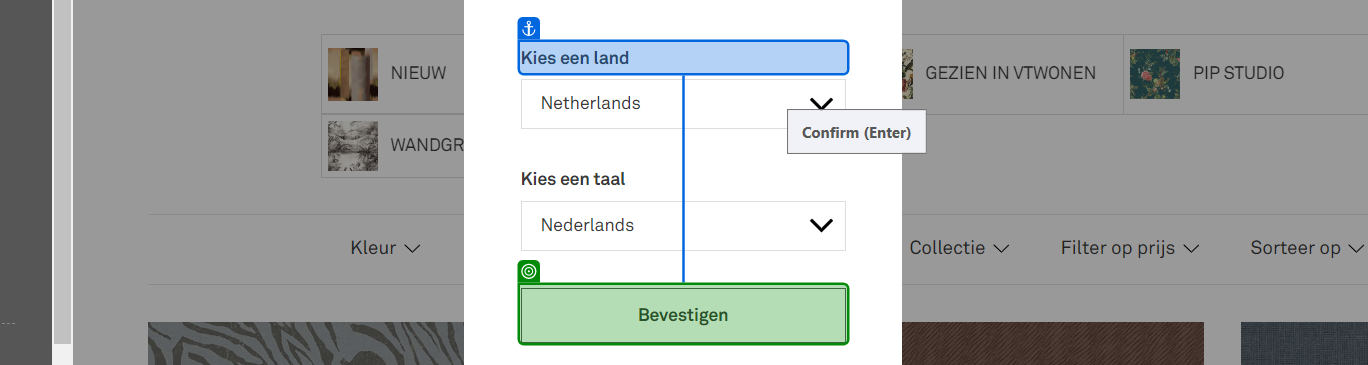 Kies een land
NIEUW
GEZIEN IN VTWONEN
PIP STUDIO
Netherlands
Confirm (Enter)
WANDGR
Kies een taal
Nederlands
Kleur
Collectie
Filter op prijs
Sorteer op
Bevestigen